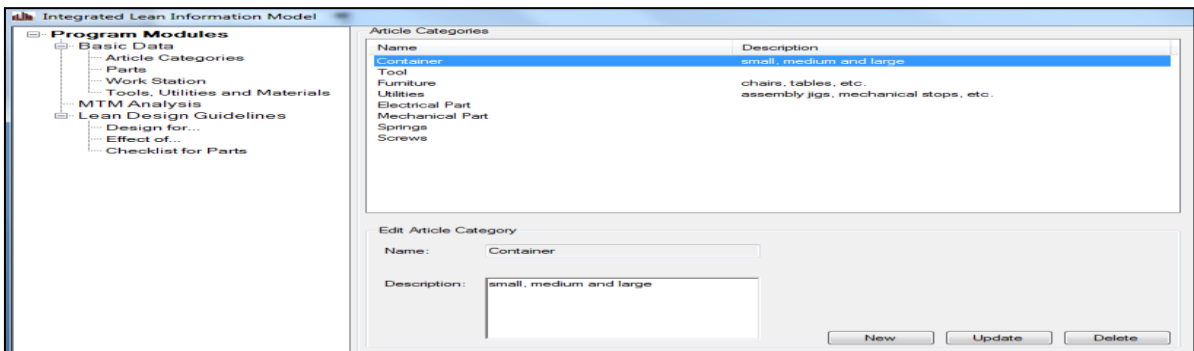 Integrated Lean Information Model
Program Modules
Basic Data
Article Categories
Parts
Work Station
Tools, Utilities and Materials
MTM Analysis
Lean Design Guidelines
Design for...
Effect of...
Checklist for Parts
Article Categories
Name Description
Container small, medium and large
Tool
Furniture chairs, tables, etc.
Utilities assembly jigs, mechanical stops, etc.
Electrical Part
Mechanical Part
Springs
Screws
Edit Article Category
Name: Container
Description: small, medium and large
New Update Delete